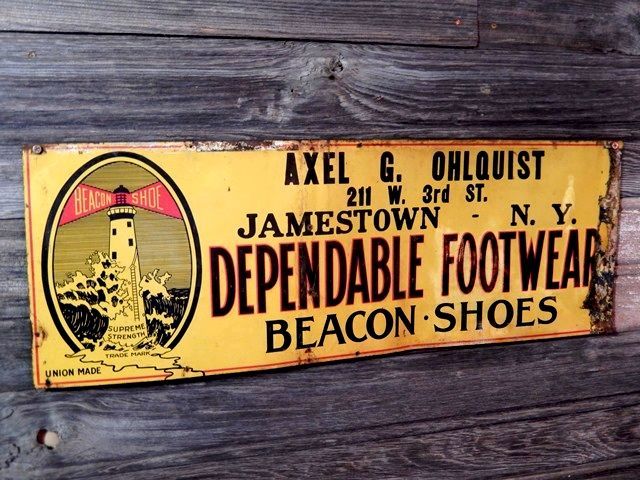 BEACON SHOE
SUPREME
STRENGTH
TRADE MARK
UNION MADE
AXEL G. OHLQUIST
211 W. 3rd ST.
JAMESTOWN - N. Y.
DEPENDABLE FOOTWEAR
BEACON · SHOES